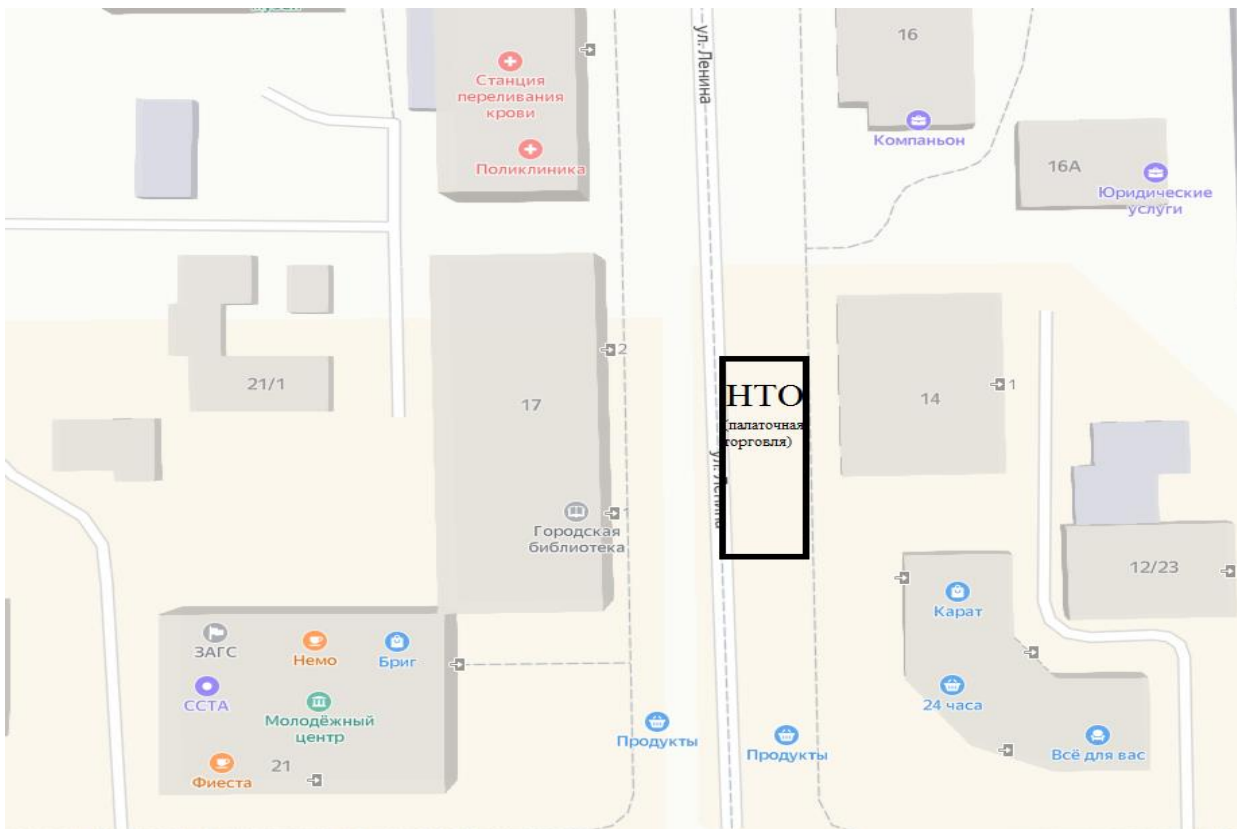 ул. Ленина
16
Станция
переливания
крови
Компаньон
Поликлиника
16А
Юридические
услуги
2
21/1
17
НТО
(палаточная
торговля)
14
1
ул. Ленина
1
Городская
библиотека
12/23
Карат
ЗАГС
Немо
Бриг
ССТА
24 часа
Молодёжный
центр
Продукты
Продукты
Всё для вас
21
Фиеста